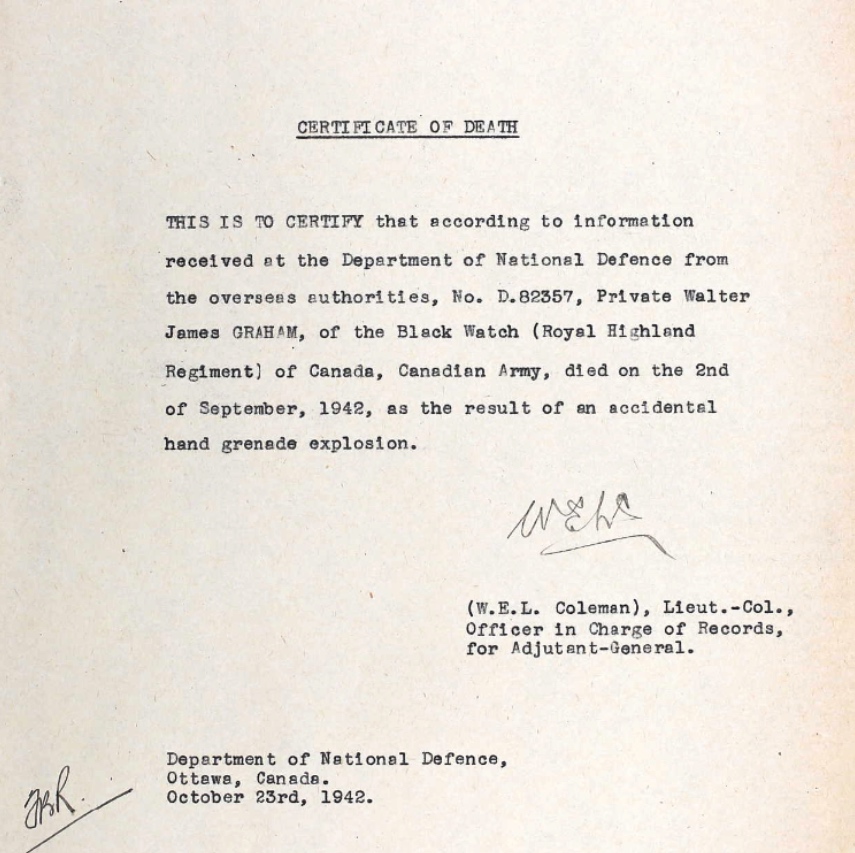 CERTIFICATE OF DEATH
THIS IS TO CERTIFY that according to information
received at the Department of National Defence from
the overseas authorities, No. D.82357, Private Walter
James GRAHAM, of the Black Watch (Royal Highland
Regiment) of Canada, Canadian Army, died on the 2nd
of September, 1942, as the result of an accidental
hand grenade explosion.
(W.E.L. Coleman), Lieut.-Col.,
Officer in Charge of Records,
for Adjutant-General.
Department of National Defence,
Ottawa, Canada.
October 23rd, 1942.